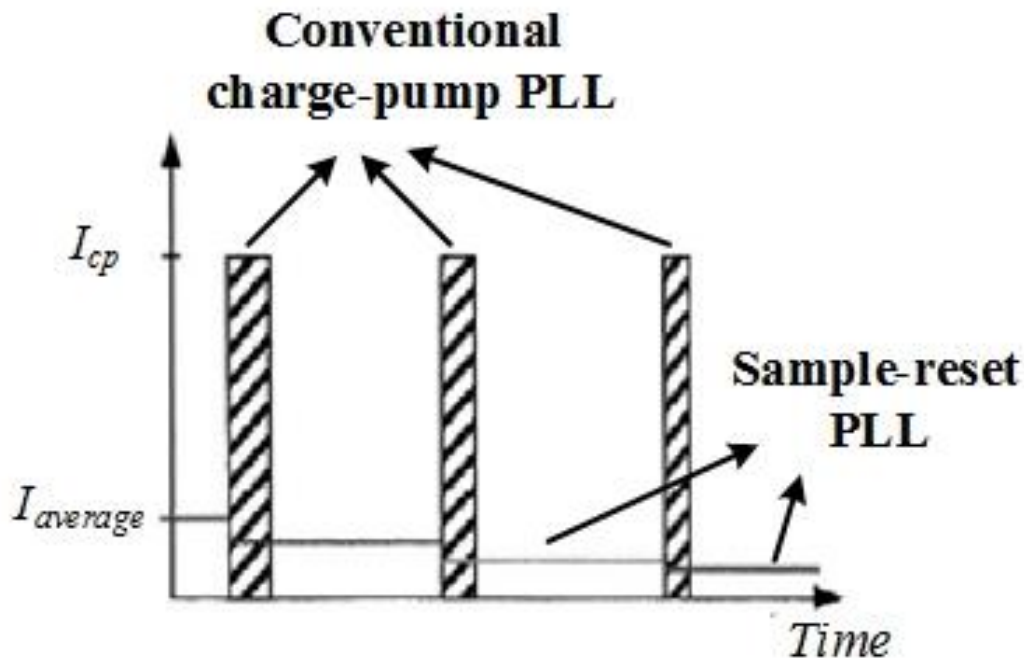 Conventional
charge-pump PLL
Icp
Sample-reset
PLL
Iaverage
Time